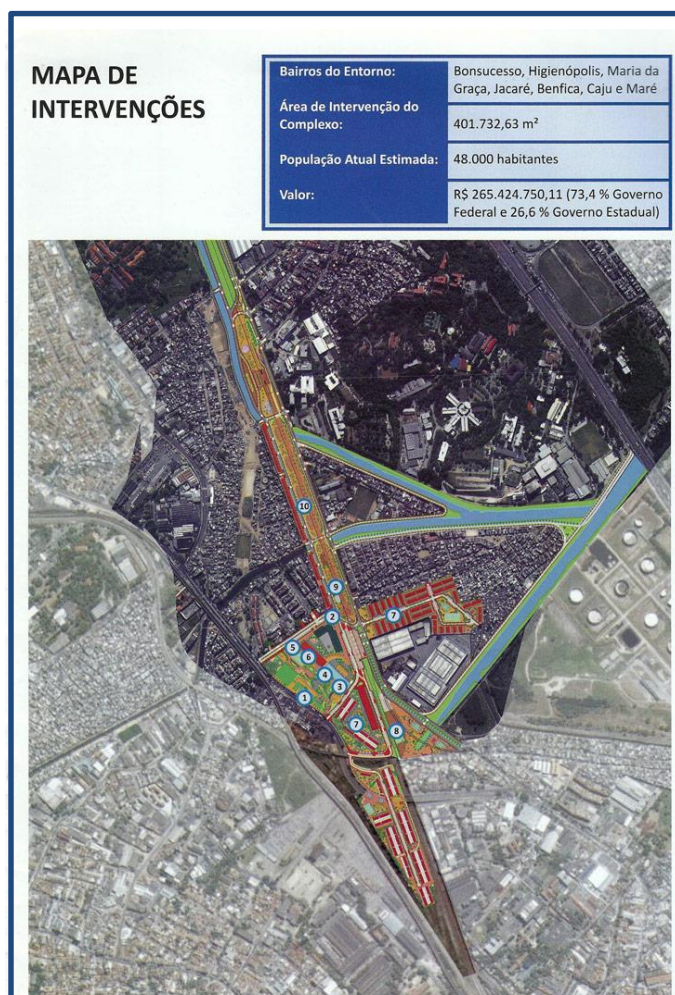 MAPA DE
INTERVENÇÕES
Bairros do Entorno:
Bonsucesso, Higienópolis, Maria da
Graça, Jacaré, Benfica, Caju e Maré
Área de Intervenção do
Complexo:
401.732,63 m²
População Atual Estimada:
48.000 habitantes
Valor:
R$ 265.424.750,11 (73,4 % Governo
Federal e 26,6 % Governo Estadual)
10
9
2
7
5
6
4
3
1
7
8